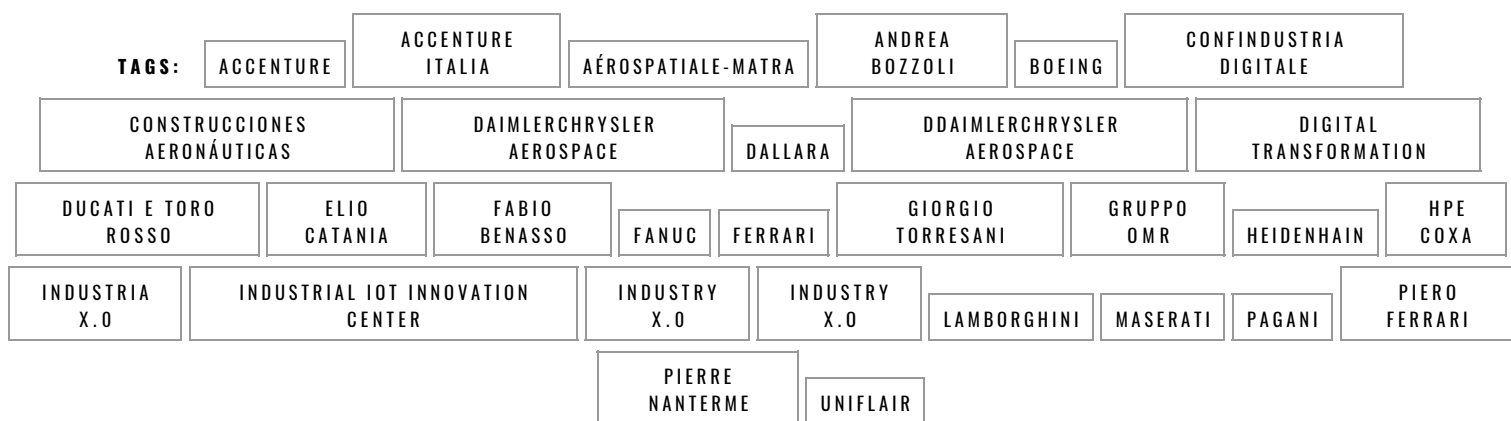 TAGS: ACCENTURE ACCENTURE ITALIA AÉROSPATIALE-MATRA ANDREA BOZZOLI BOEING CONFINDUSTRIA DIGITALE
CONSTRUCCIONES AERONÁUTICAS DAIMLERCHRYSLER AEROSPACE DALLARA DDAIMLERCHRYSLER AEROSPACE DIGITAL TRANSFORMATION
DUCATI E TORO ROSSO ELIO CATANIA FABIO BENASSO FANUC FERRARI GIORGIO TORRESANI GRUPPO OMR HEIDENHAIN HPE COXA
INDUSTRIA X.0 INDUSTRIAL IOT INNOVATION CENTER INDUSTRY X.0 INDUSTRY X.0 LAMBORGHINI MASERATI PAGANI PIERO FERRARI
PIERRE NANTERME UNIFLAIR